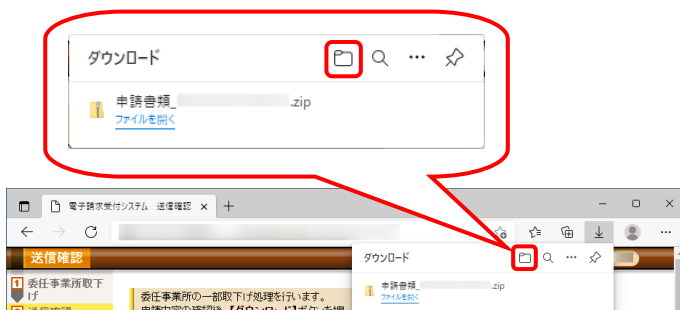 ダウンロード
申請書類_ .zip
ファイルを開く
電子請求受付システム 送信確認
送信確認
ダウンロード
1 委任事業所取下げ
申請書類_ .zip
ファイルを開く
委任事業所の一部取下げ処理を行います。